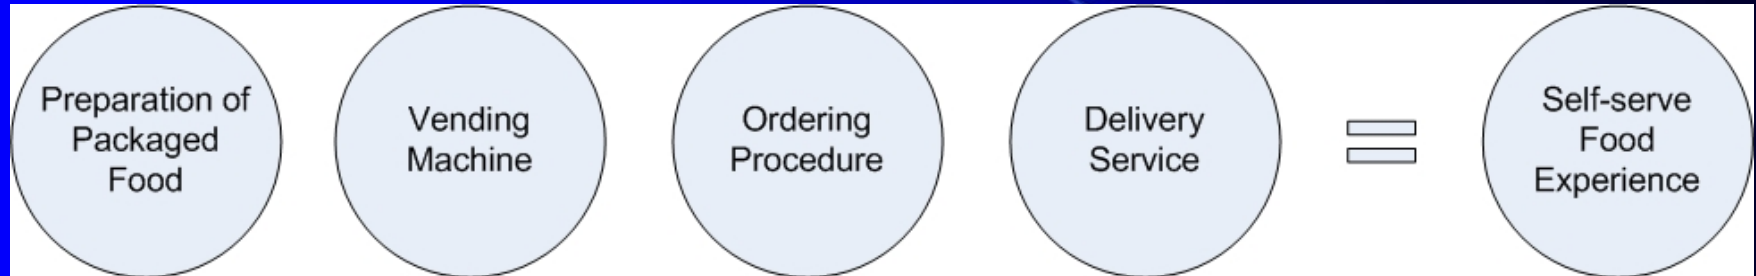 Preparation of
Packaged
Food
Vending
Machine
Ordering
Procedure
Delivery
Service
Self-serve
Food
Experience